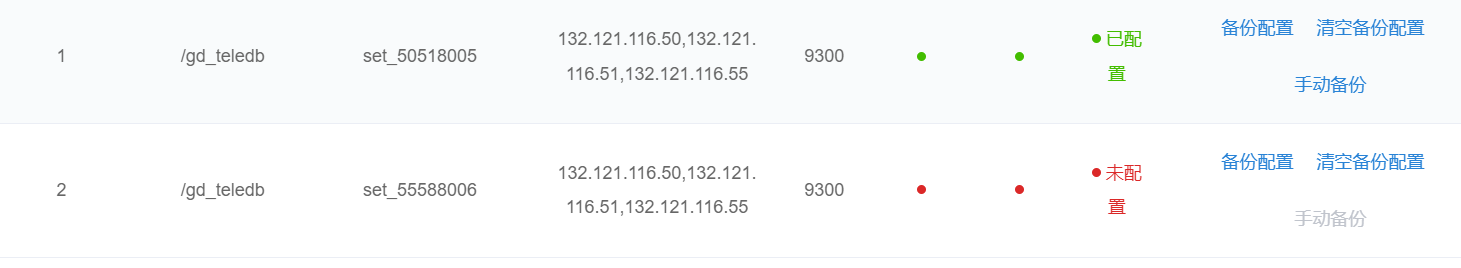 备份配置 清空备份配置
132.121.116.50,132.121. 已配
1 /gd_teledb set_50518005 9300
116.51,132.121.116.55 置
手动备份
备份配置 清空备份配置
132.121.116.50,132.121. 未配
2 /gd_teledb set_55588006 9300
116.51,132.121.116.55 置
手动备份